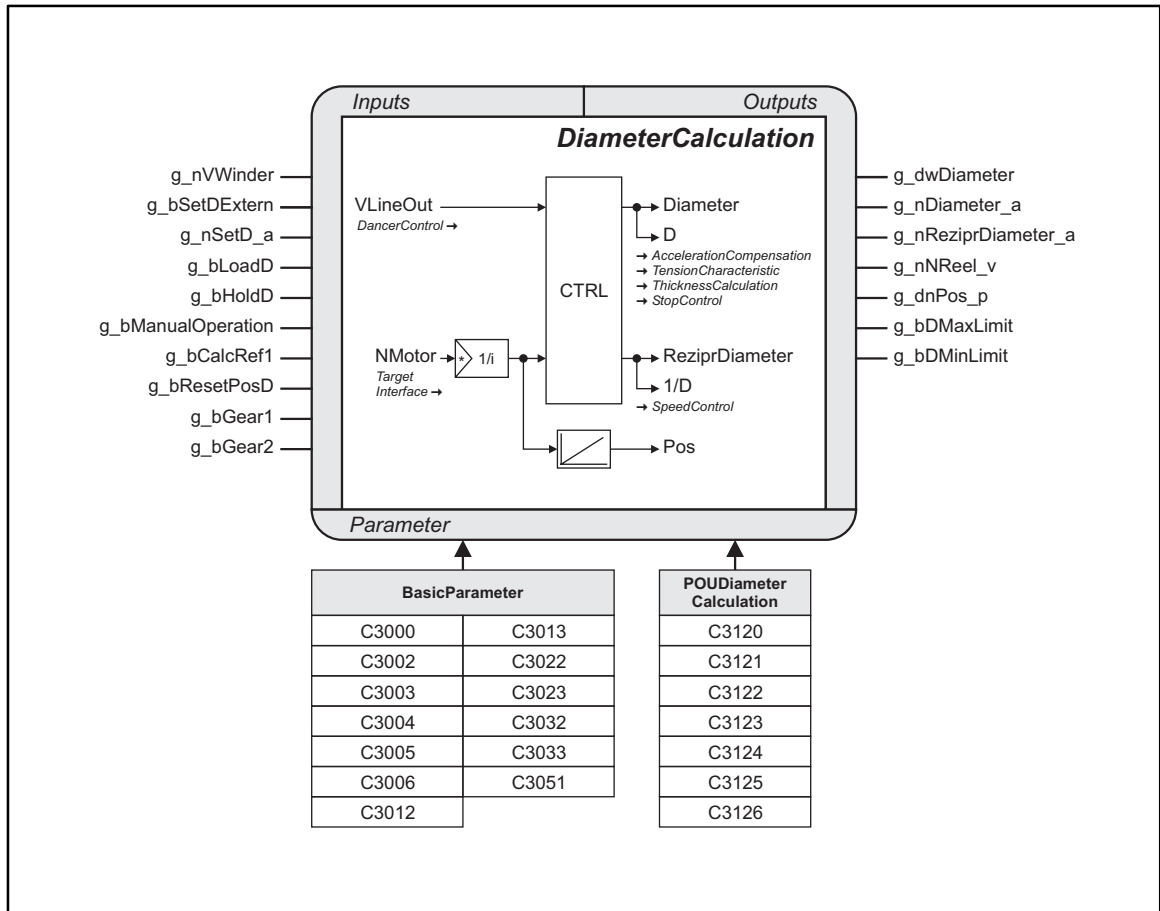 Inputs
Outputs
DiameterCalculation
g_nVWinder
g_bSetDExtern
g_nSetD_a
g_bLoadD
g_bHoldD
g_bManualOperation
g_bCalcRef1
g_bResetPosD
g_bGear1
g_bGear2
VLineOut
DancerControl →
NMotor
Target
Interface →
* 1/i
CTRL
Diameter
D
→ AccelerationCompensation
→ TensionCharacteristic
→ ThicknessCalculation
→ StopControl
ReziprDiameter
1/D
→ SpeedControl
Pos
g_dwDiameter
g_nDiameter_a
g_nReziprDiameter_a
g_nNReel_v
g_dnPos_p
g_bDMaxLimit
g_bDMinLimit
Parameter
BasicParameter
C3000 C3013
C3002 C3022
C3003 C3023
C3004 C3032
C3005 C3033
C3006 C3051
C3012
POUDiameter
Calculation
C3120
C3121
C3122
C3123
C3124
C3125
C3126